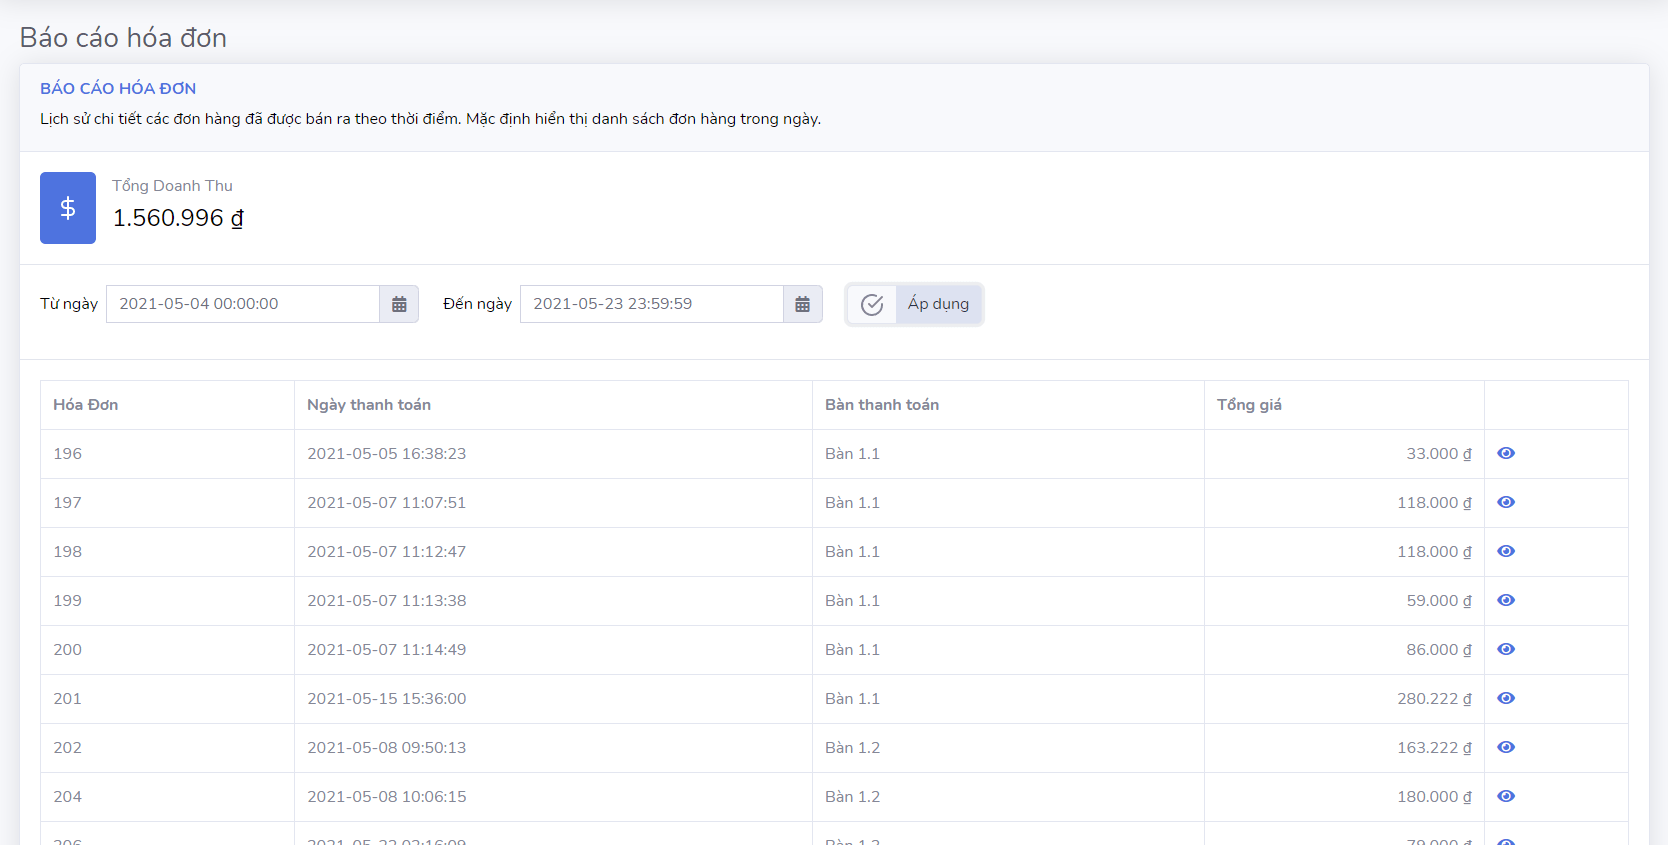 Báo cáo hóa đơn
BÁO CÁO HÓA ĐƠN
Lịch sử chi tiết các đơn hàng đã được bán ra theo thời điểm. Mặc định hiển thị danh sách đơn hàng trong ngày.
$
Tổng Doanh Thu
1.560.996 ₫
Từ ngày 2021-05-04 00:00:00 Đến ngày 2021-05-23 23:59:59 Áp dụng
Hóa Đơn Ngày thanh toán Bàn thanh toán Tổng giá
196 2021-05-05 16:38:23 Bàn 1.1 33.000 ₫
197 2021-05-07 11:07:51 Bàn 1.1 118.000 ₫
198 2021-05-07 11:12:47 Bàn 1.1 118.000 ₫
199 2021-05-07 11:13:38 Bàn 1.1 59.000 ₫
200 2021-05-07 11:14:49 Bàn 1.1 86.000 ₫
201 2021-05-15 15:36:00 Bàn 1.1 280.222 ₫
202 2021-05-08 09:50:13 Bàn 1.2 163.222 ₫
204 2021-05-08 10:06:15 Bàn 1.2 180.000 ₫